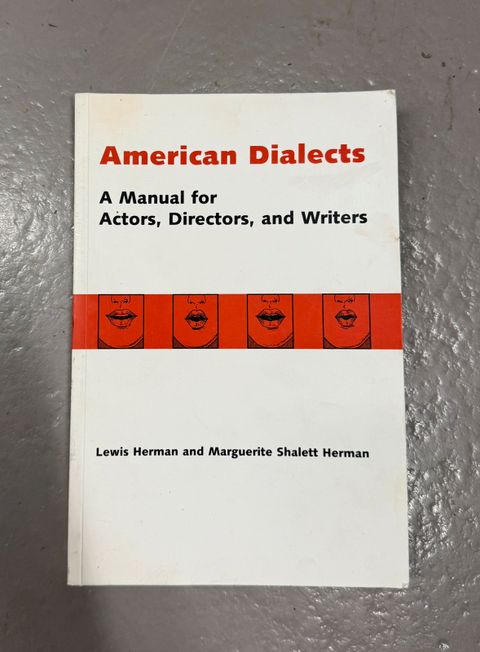 American Dialects
A Manual for
Actors, Directors, and Writers
Lewis Herman and Marguerite Shalett Herman